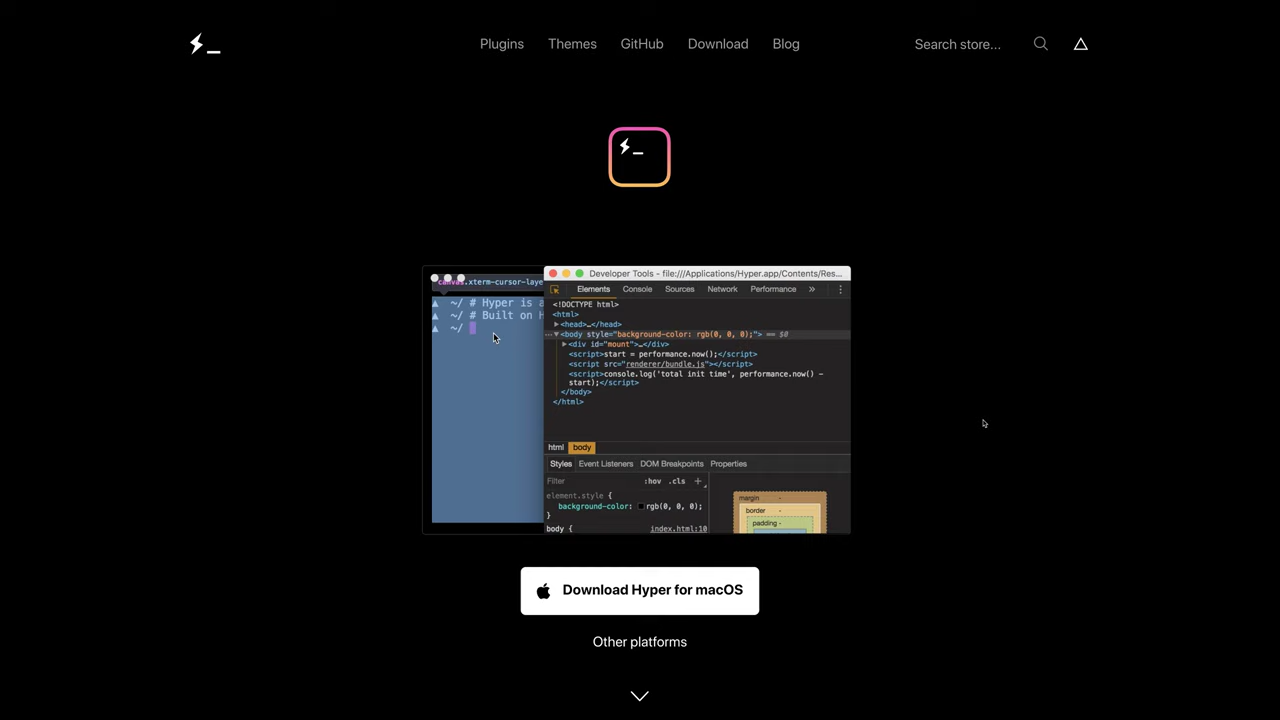 Plugins Themes GitHub Download Blog Search store...
Developer Tools - file:///Applications/Hyper.app/Contents/Res...
canvas.xterm-cursor-laye
Elements Console Sources Network Performance »
~/ # Hyper is a
~/ # Built on H
~/
<!DOCTYPE html>
<html>
<head>…</head>
<body style="background-color: rgb(0, 0, 0);"> == $0
<div id="mount">…</div>
<script>start = performance.now();</script>
<script src="renderer/bundle.js"></script>
<script>console.log('total init time', performance.now() -
start);</script>
</body>
</html>
html body
Styles Event Listeners DOM Breakpoints Properties
Filter :hov .cls +
element.style {
background-color: rgb(0, 0, 0);
}
body { index.html:10
margin -
border -
padding -
Download Hyper for macOS
Other platforms